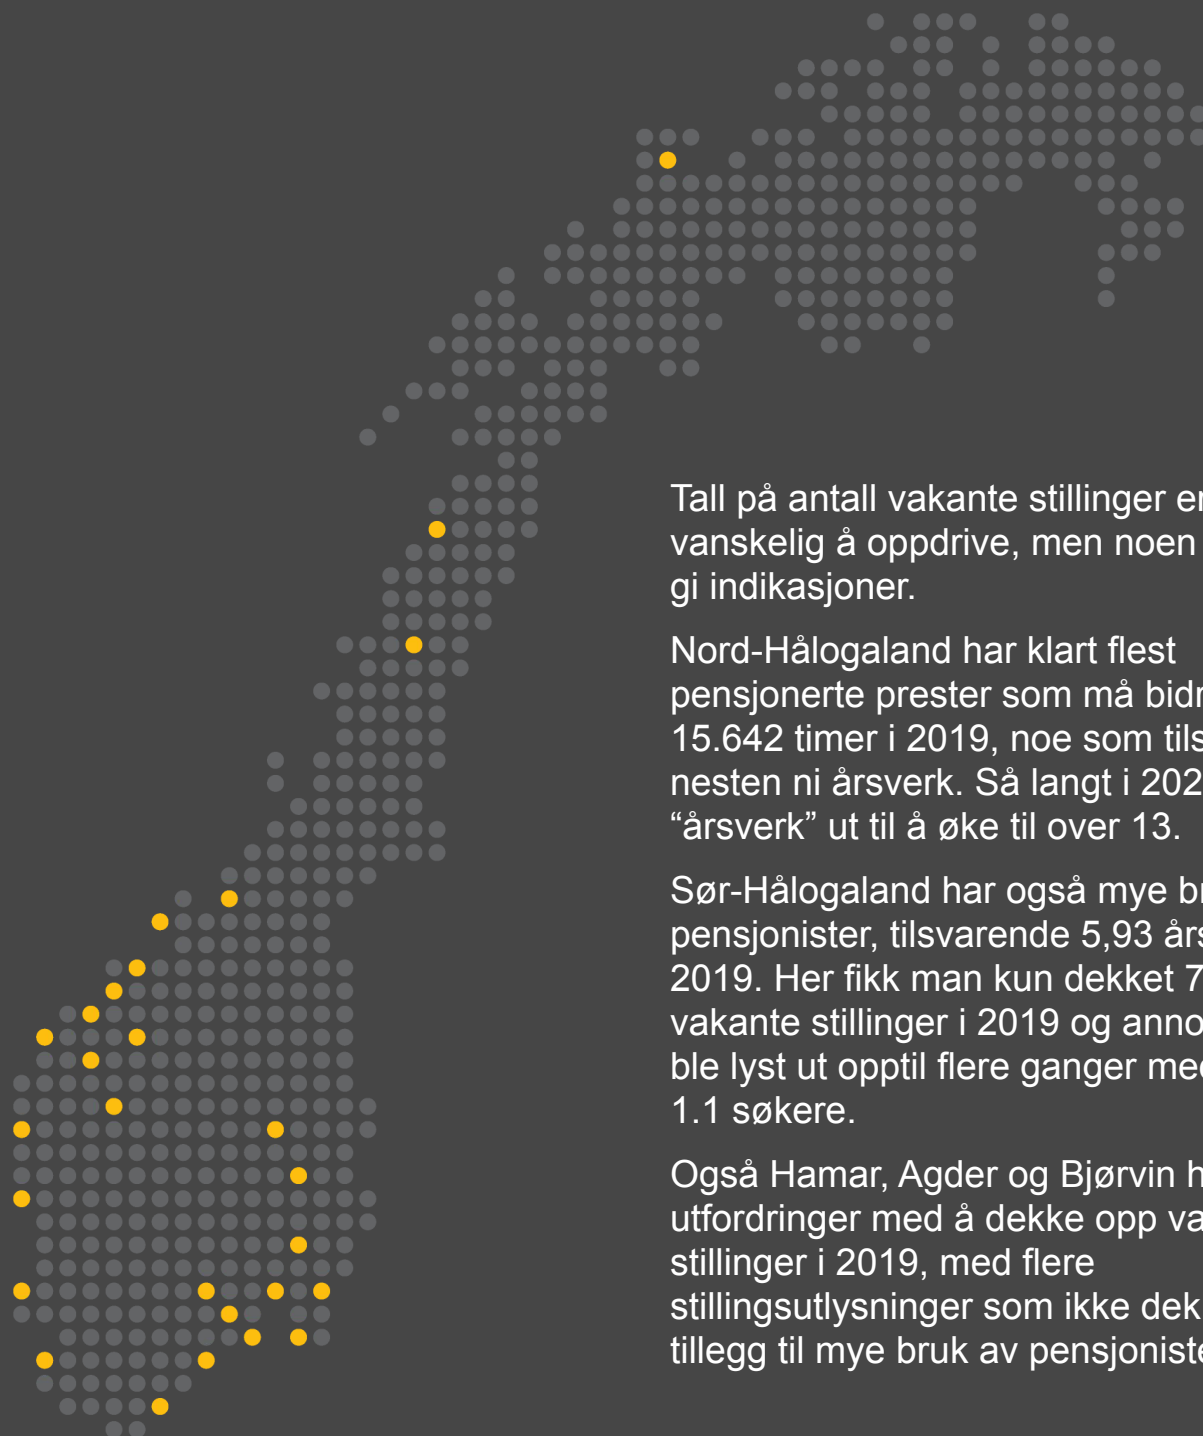 Tall på antall vakante stillinger er
vanskelig å oppdrive, men noen
gi indikasjoner.
Nord-Hålogaland har klart flest
pensjonerte prester som må
15.642 timer i 2019, noe som
nesten ni årsverk. Så langt i
“årsverk” ut til å øke til over 13.
Sør-Hålogaland har også mye
pensjonister, tilsvarende 5,93
2019. Her fikk man kun dekket
vakante stillinger i 2019 og
ble lyst ut opptil flere ganger
1.1 søkere.
Også Hamar, Agder og Bjørvin
utfordringer med å dekke opp
stillinger i 2019, med flere
stillingsutlysninger som ikke
tillegg til mye bruk av